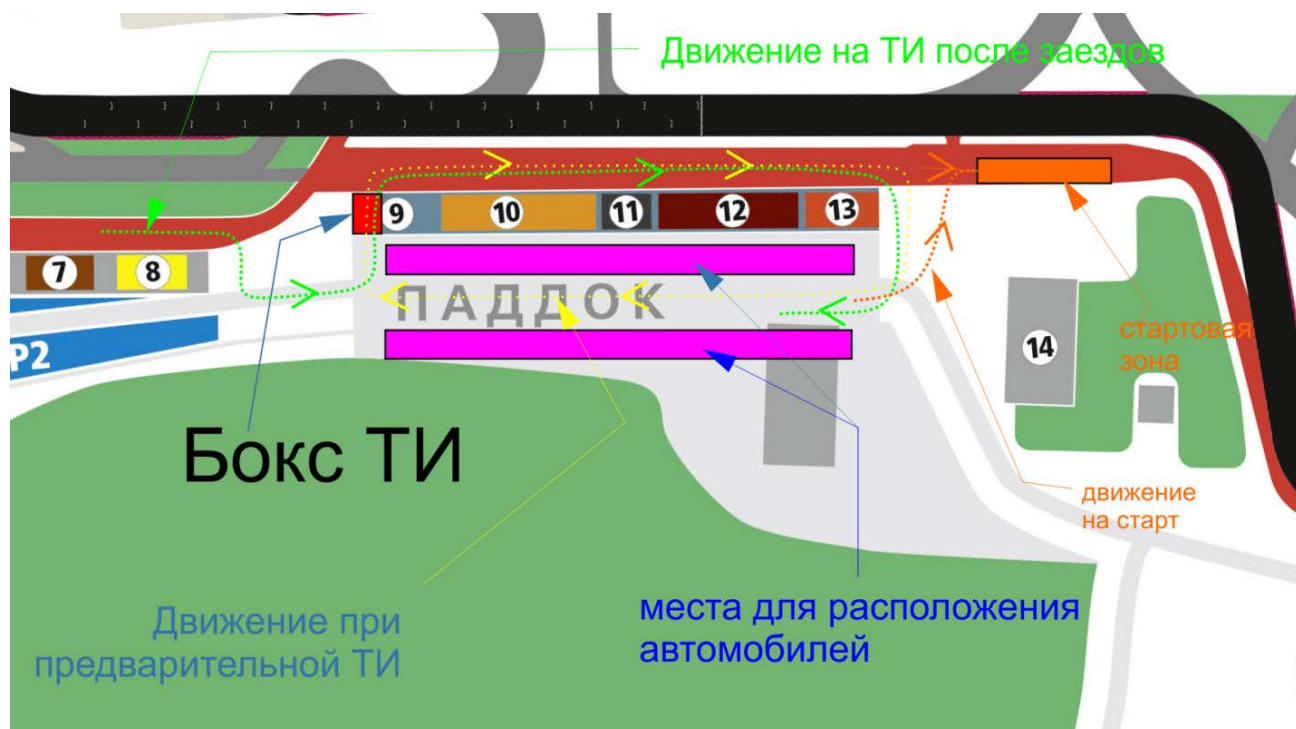 Движение на ТИ после заездов
9
10
11
12
13
7
8
ПАДДОК
P2
14
стартовая
зона
Бокс ТИ
движение
на старт
Движение при
предварительной ТИ
места для расположения
автомобилей